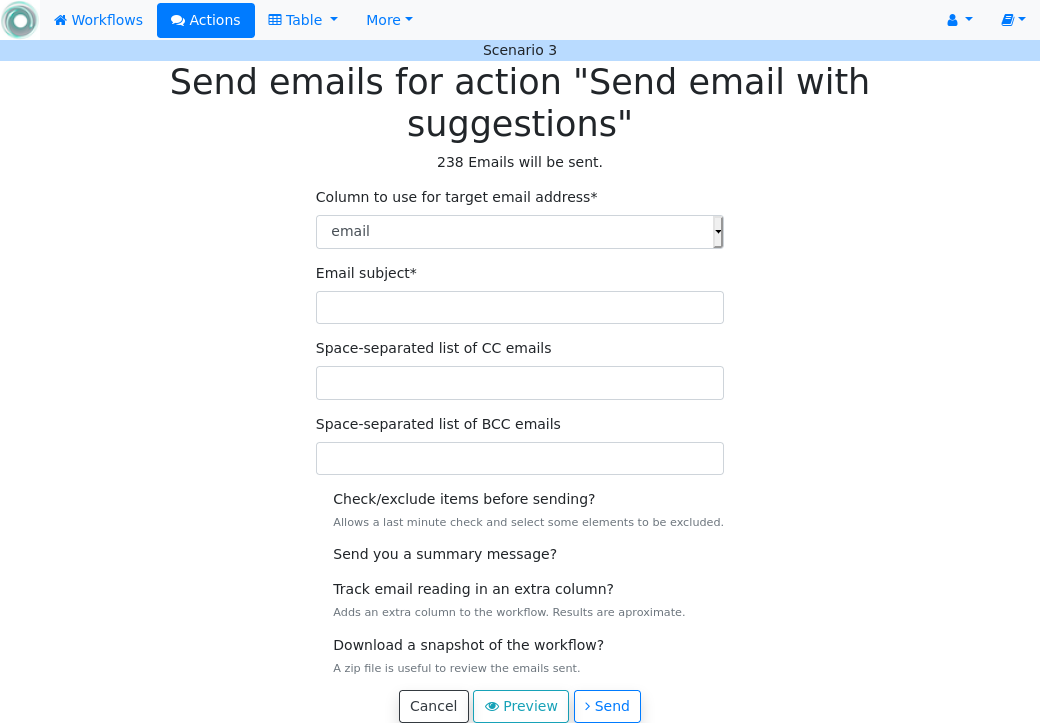 Workflows Actions Table More
Scenario 3
Send emails for action "Send email with
suggestions"
238 Emails will be sent.
Column to use for target email address*
email
Email subject*
Space-separated list of CC emails
Space-separated list of BCC emails
Check/exclude items before sending?
Allows a last minute check and select some elements to be excluded.
Send you a summary message?
Track email reading in an extra column?
Adds an extra column to the workflow. Results are aproximate.
Download a snapshot of the workflow?
A zip file is useful to review the emails sent.
Cancel Preview Send